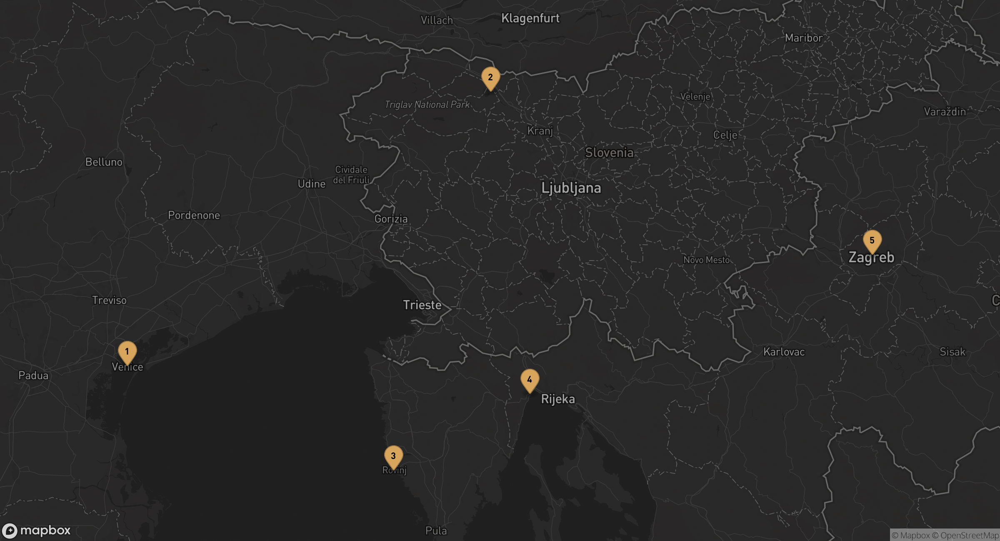 Villach
Klagenfurt
Maribor
2
Triglav National Park
Velenje
Varaždin
Kranj
Celje
Slovenia
Belluno
Cividale
del Friuli
Udine
Ljubljana
Pordenone
Gorizia
5
Zagreb
Novo Mesto
Treviso
Trieste
C
1
Venice
Karlovac
Sisak
Padua
4
Rijeka
3
Rovinj
Pula
mapbox
© Mapbox © OpenStreetMap